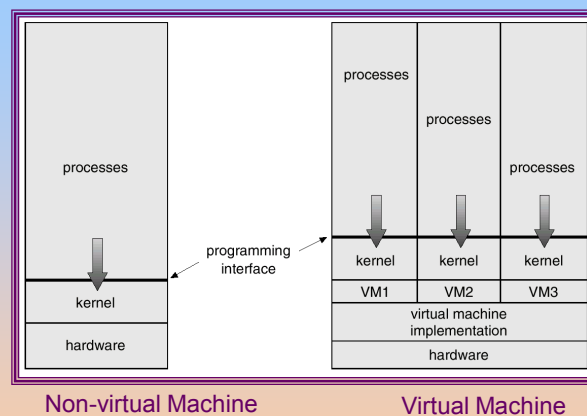 processes
kernel
hardware
programming
interface
processes
processes
processes
kernel
kernel
kernel
VM1
VM2
VM3
virtual machine
implementation
hardware
Non-virtual Machine
Virtual Machine